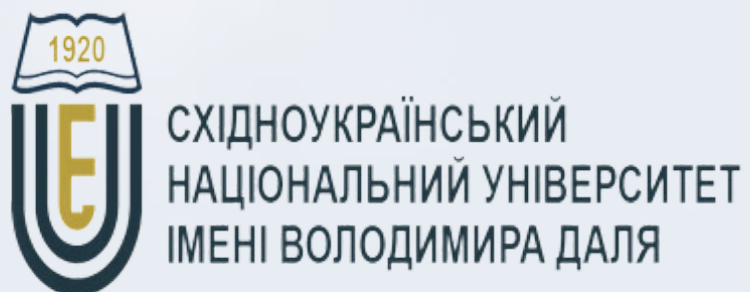 1920
СХІДНОУКРАЇНСЬКИЙ
НАЦІОНАЛЬНИЙ УНІВЕРСИТЕТ
ІМЕНІ ВОЛОДИМИРА ДАЛЯ